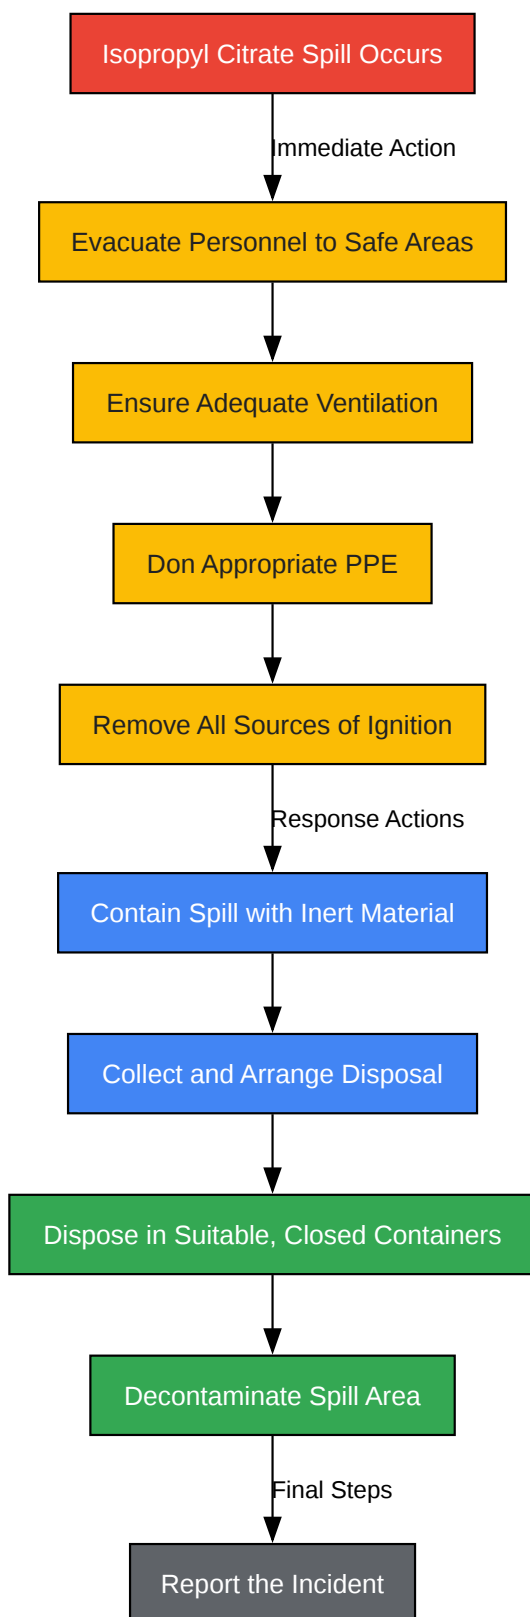 Isopropyl Citrate Spill Occurs
Immediate Action
Evacuate Personnel to Safe Areas
Ensure Adequate Ventilation
Don Appropriate PPE
Remove All Sources of Ignition
Response Actions
Contain Spill with Inert Material
Collect and Arrange Disposal
Dispose in Suitable, Closed Containers
Decontaminate Spill Area
Final Steps
Report the Incident